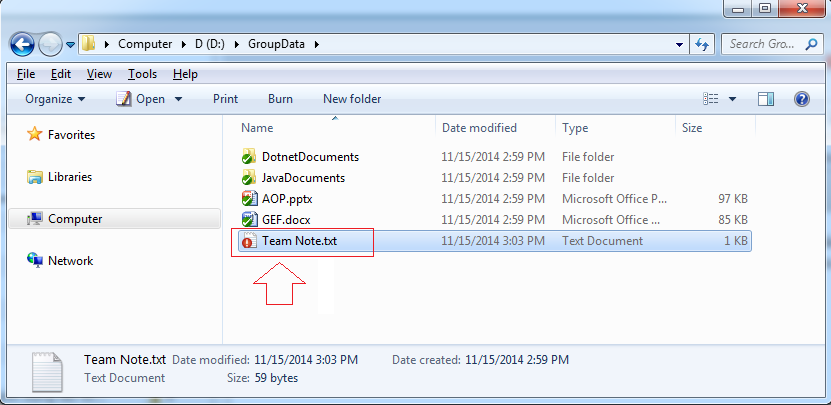 Computer ▸ D (D:) ▸ GroupData ▸
Search Gro...
File Edit View Tools Help
Organize Open Print Burn New folder
Name Date modified Type Size
Favorites
Libraries
Computer
Network
DotnetDocuments 11/15/2014 2:59 PM File folder
JavaDocuments 11/15/2014 2:59 PM File folder
AOP.pptx 11/15/2014 2:59 PM Microsoft Office P... 97 KB
GEF.docx 11/15/2014 2:59 PM Microsoft Office ... 85 KB
Team Note.txt 11/15/2014 3:03 PM Text Document 1 KB
Team Note.txt Date modified: 11/15/2014 3:03 PM Date created: 11/15/2014 2:59 PM
Text Document Size: 59 bytes